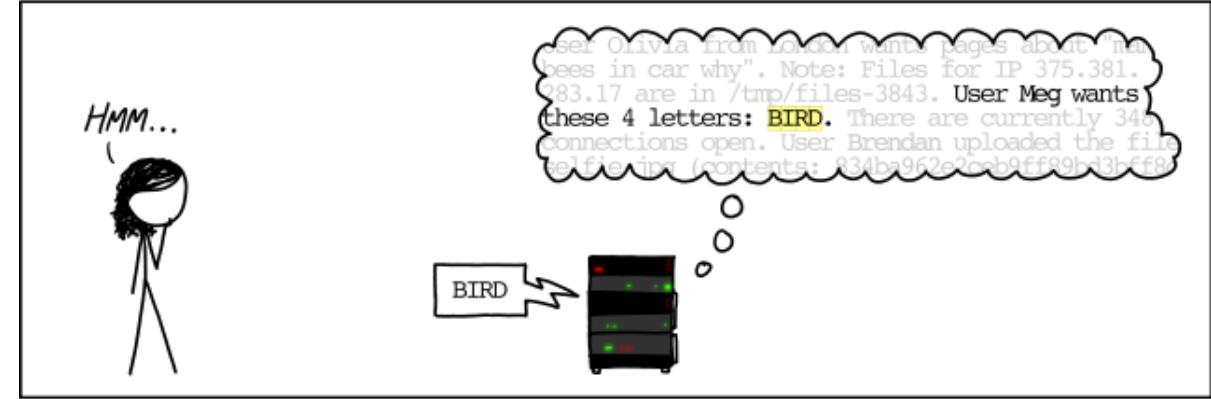 HMM...
User Olivia from London wants pages about "man
bees in car why". Note: Files for IP 375.381.
283.17 are in /tmp/files-3843. User Meg wants
these 4 letters: BIRD. There are currently 348
connections open. User Brendan uploaded the file
selfie.jpg (contents: 834ba962e2ceb9ff89bd3bff8
BIRD